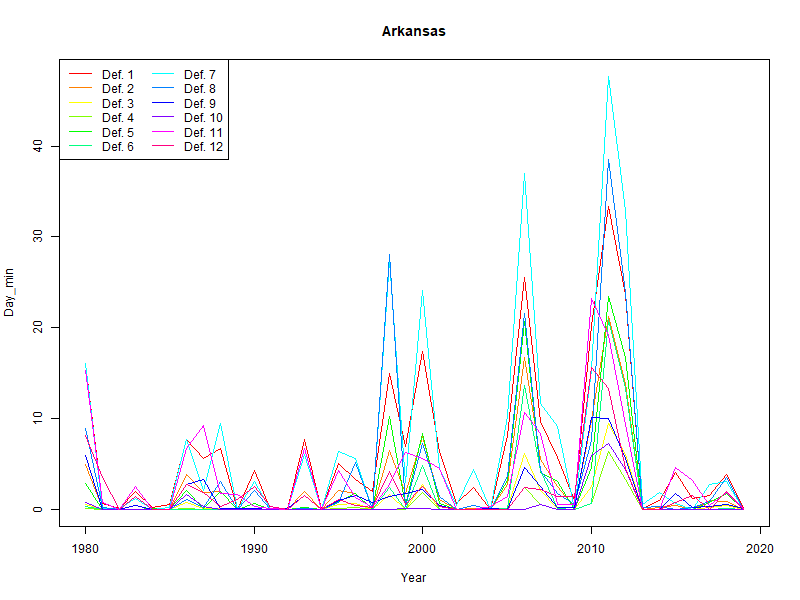 Arkansas
Def. 1 Def. 7
Def. 2 Def. 8
Def. 3 Def. 9
Def. 4 Def. 10
Def. 5 Def. 11
Def. 6 Def. 12
40
30
20
10
0
Day_min
1980 1990 2000 2010 2020
Year